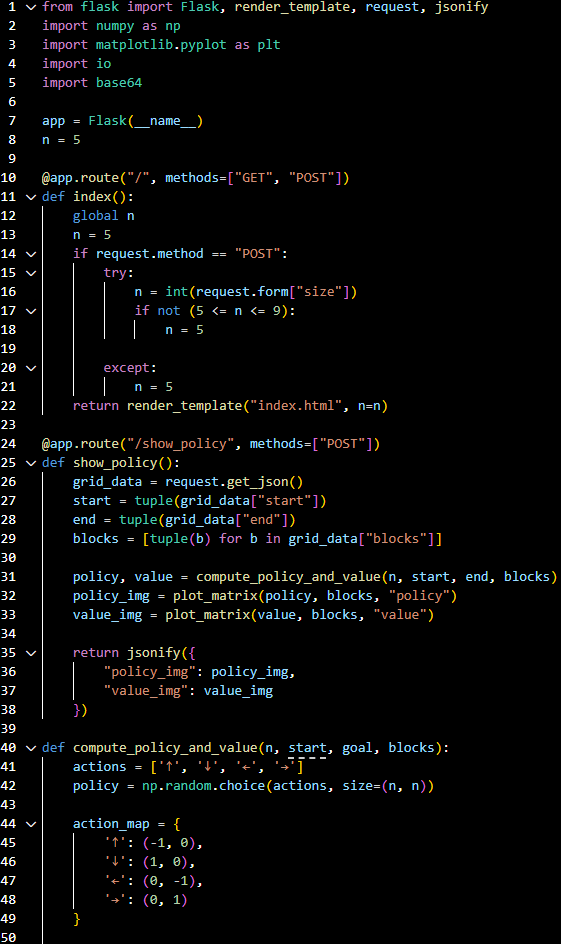 1 from flask import Flask, render_template, request, jsonify
2 import numpy as np
3 import matplotlib.pyplot as plt
4 import io
5 import base64
6
7 app = Flask(__name__)
8 n = 5
9
10 @app.route("/", methods=["GET", "POST"])
11 def index():
12     global n
13     n = 5
14     if request.method == "POST":
15         try:
16             n = int(request.form["size"])
17             if not (5 <= n <= 9):
18                 n = 5
19
20         except:
21             n = 5
22     return render_template("index.html", n=n)
23
24 @app.route("/show_policy", methods=["POST"])
25 def show_policy():
26     grid_data = request.get_json()
27     start = tuple(grid_data["start"])
28     end = tuple(grid_data["end"])
29     blocks = [tuple(b) for b in grid_data["blocks"]]
30
31     policy, value = compute_policy_and_value(n, start, end, blocks)
32     policy_img = plot_matrix(policy, blocks, "policy")
33     value_img = plot_matrix(value, blocks, "value")
34
35     return jsonify({
36         "policy_img": policy_img,
37         "value_img": value_img
38     })
39
40 def compute_policy_and_value(n, start, goal, blocks):
41     actions = ['↑', '↓', '←', '→']
42     policy = np.random.choice(actions, size=(n, n))
43
44     action_map = {
45         '↑': (-1, 0),
46         '↓': (1, 0),
47         '←': (0, -1),
48         '→': (0, 1)
49     }
50